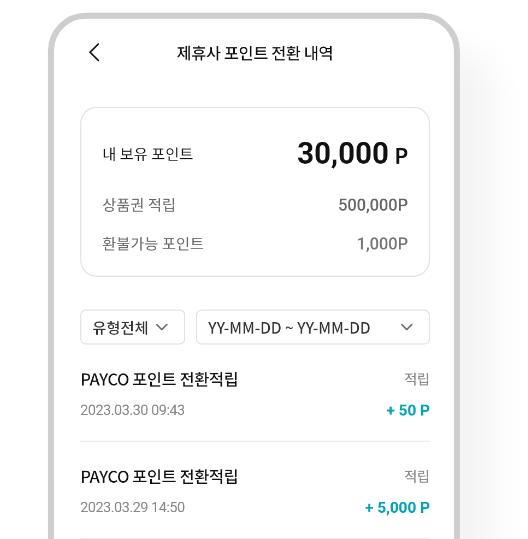 제휴사 포인트 전환 내역
내 보유 포인트 30,000 P
상품권 적립 500,000P
환불가능 포인트 1,000P
유형전체 YY-MM-DD ~ YY-MM-DD
PAYCO 포인트 전환적립 적립
2023.03.30 09:43 + 50 P
PAYCO 포인트 전환적립 적립
2023.03.29 14:50 + 5,000 P